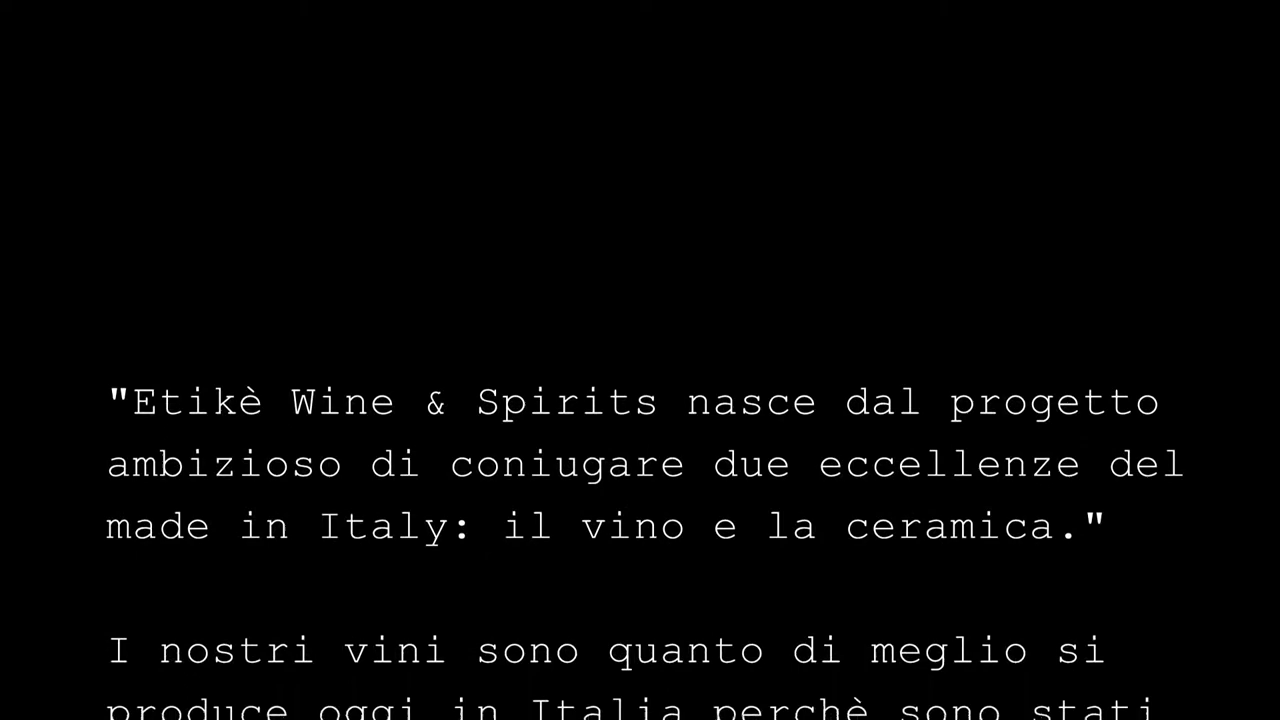 "Etikè Wine & Spirits nasce dal progetto
ambizioso di coniugare due eccellenze del
made in Italy: il vino e la ceramica."
I nostri vini sono quanto di meglio si
produce oggi in Italia perchè sono stati